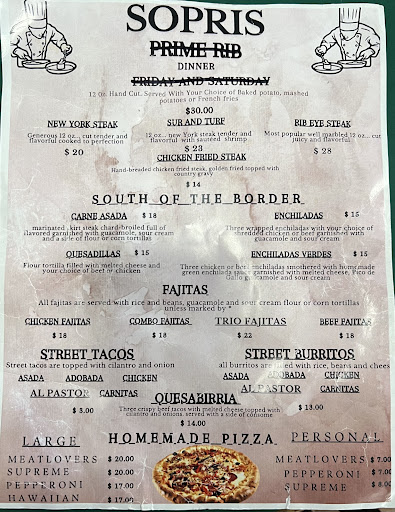 SOPRIS
PRIME RIB
DINNER
FRIDAY AND SATURDAY
12 Oz Hand Cut. Served With Your Choice of Baked potato, mashed
potatoes or French fries
$30.00
NEW YORK STEAK
Generous 12 oz... cut tender and
flavorful cooked to perfection
$ 20
SUR AND TURF
12 oz... new York steak tender and
flavorful with sauteed shrimp
$ 23
RIB EYE STEAK
Most popular well marbled 12 oz... cut
juicy and flavorful
$ 28
CHICKEN FRIED STEAK
Hand-breaded chicken fried steak, golden fried topped with
country gravy
$ 14
SOUTH OF THE BORDER
CARNE ASADA $ 18
marinated skirt steak chard/broiled full of
flavored garnished with guacamole, sour cream
and a side of flour or corn tortillas
ENCHILADAS $ 15
Three wrapped enchiladas with your choice of
shredded chicken or beef garnished with
guacamole and sour cream
QUESADILLAS $ 15
Flour tortilla filled with melted cheese and
your choice of beef or chicken
ENCHILADAS VERDES $ 15
Three chicken or beef enchiladas smothered with homemade
green enchilada garnished with melted cheese, Pico de
Gallo guacamole and sour cream
FAJITAS
All fajitas are served with rice and beans, guacamole and sour cream flour or corn tortillas
unless marked by *
CHICKEN FAJITAS
$ 18
COMBO FAJITAS
$ 18
TRIO FAJITAS
$ 22
BEEF FAJITAS
$ 18
STREET TACOS
Street tacos are topped with cilantro and onion
ASADA ADOBADA CHICKEN
AL PASTOR CARNITAS
$ 3.00
STREET BURRITOS
all burritos are filled with rice, beans and chees
ASADA ADOBADA CHICKEN
AL PASTOR CARNITAS
$ 13.00
QUESABIRRIA
Three crispy beef tacos with melted cheese topped with
cilantro and onions. served with a side of consome
$ 14.00
HOMEMADE PIZZA
LARGE
MEATLOVERS $ 20.00
SUPREME $ 20.00
PEPPERONI $ 17.00
HAWAIIAN $ 17.00
PERSONAL
MEATLOVERS $ 7.00
PEPPERONI $ 7.00
SUPREME $ 8.00